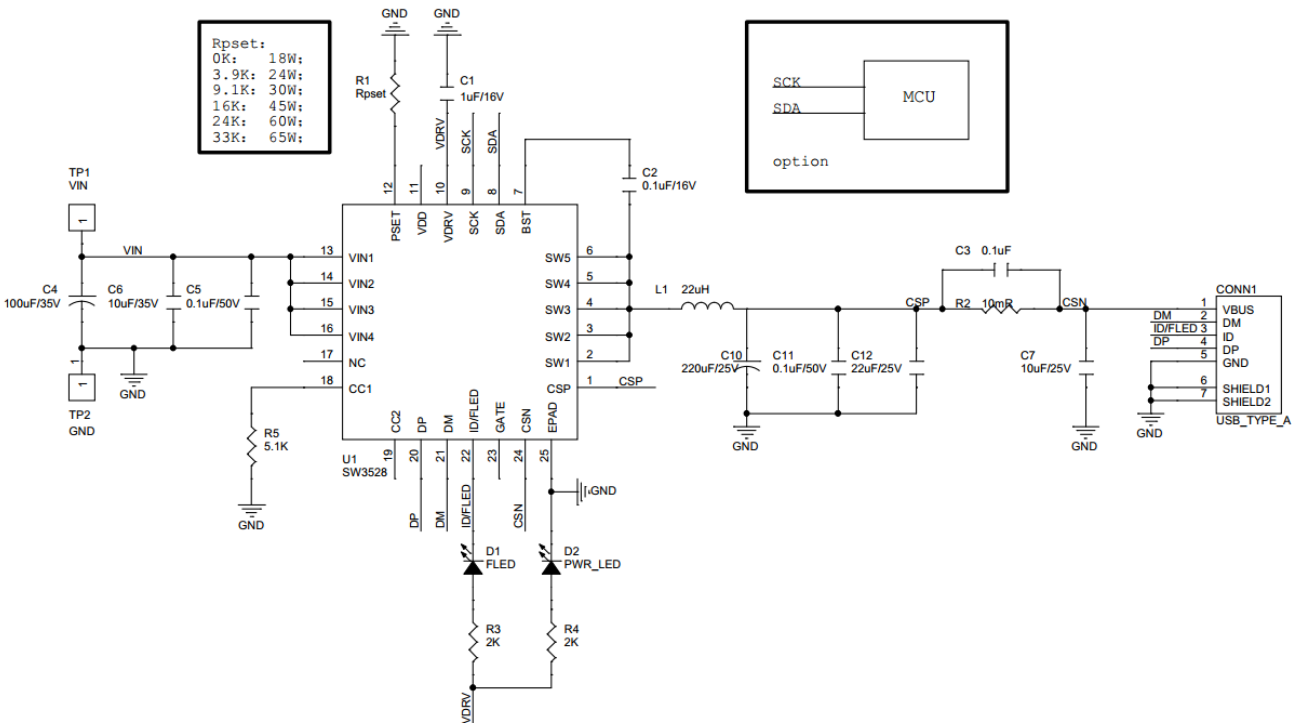 Rpset:
0K: 18W;
3.9K: 24W;
9.1K: 30W;
16K: 45W;
24K: 60W;
33K: 65W;
GND
GND
R1
Rpset
C1
1uF/16V
VDRV
SCK
SDA
C2
0.1uF/16V
SCK
SDA
MCU
option
TP1
VIN
1
VIN
C4
100uF/35V
C6
10uF/35V
C5
0.1uF/50V
1
1
TP2
GND
GND
R5
5.1K
GND
12
11
10
9
8
7
PSET
VDD
VDRV
SCK
SDA
BST
13
VIN1
14
VIN2
15
VIN3
16
VIN4
17
NC
18
CC1
SW5
6
SW4
5
SW3
4
SW2
3
SW1
2
CSP
1
CSP
CC2
DP
DM
ID/FLED
GATE
CSN
EPAD
19
20
21
22
23
24
25
U1
SW3528
DP
DM
ID/FLED
CSN
GND
D1
FLED
D2
PWR_LED
R3
2K
R4
2K
VDRV
L1
22uH
C10
220uF/25V
C11
0.1uF/50V
C12
22uF/25V
GND
CSP
C3
0.1uF
R2
10mR
CSN
C7
10uF/25V
GND
CONN1
1
VBUS
DM
2
DM
ID/FLED
3
ID
DP
4
DP
5
GND
6
SHIELD1
7
SHIELD2
GND
USB_TYPE_A